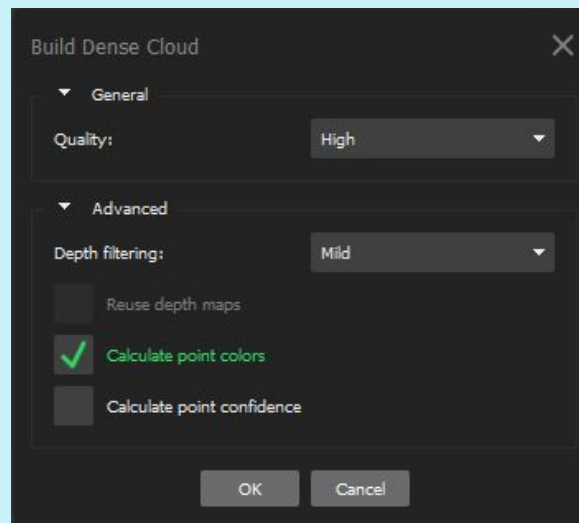 Build Dense Cloud
General
Quality: High
Advanced
Depth filtering: Mild
Reuse depth maps
Calculate point colors
Calculate point confidence
OK Cancel